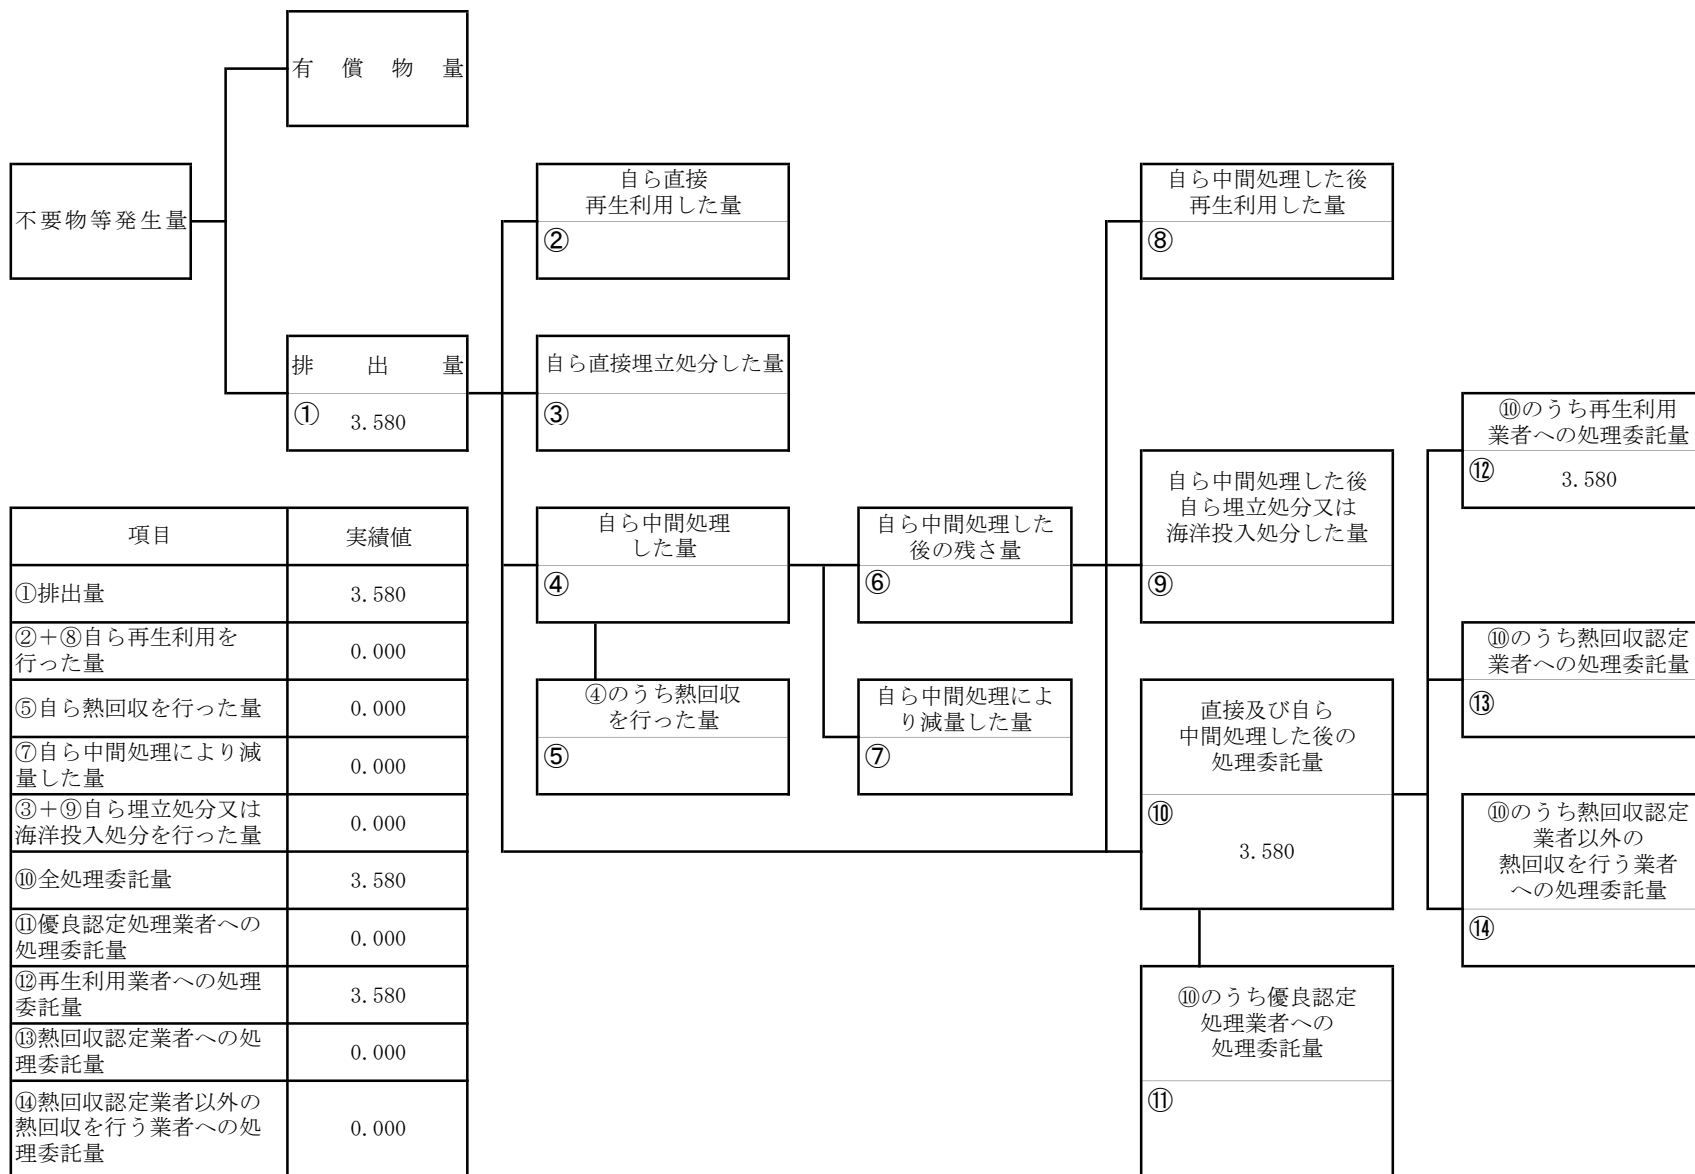 有償物量
不要物等発生量
排出量
① 3.580
自ら直接
再生利用した量
②
自ら直接埋立処分した量
③
自ら中間処理
した量
④
④のうち熱回収
を行った量
⑤
自ら中間処理した
後の残さ量
⑥
自ら中間処理によ
り減量した量
⑦
自ら中間処理した後
再生利用した量
⑧
自ら中間処理した後
自ら埋立処分又は
海洋投入処分した量
⑨
直接及び自ら
中間処理した後の
処理委託量
⑩
3.580
⑩のうち優良認定
処理業者への
処理委託量
⑪
⑩のうち再生利用
業者への処理委託量
⑫ 3.580
⑩のうち熱回収認定
業者への処理委託量
⑬
⑩のうち熱回収認定
業者以外の
熱回収を行う業者
への処理委託量
⑭
項目 実績値
①排出量 3.580
②+⑧自ら再生利用を
行った量 0.000
⑤自ら熱回収を行った量 0.000
⑦自ら中間処理により減
量した量 0.000
③+⑨自ら埋立処分又は
海洋投入処分を行った量 0.000
⑩全処理委託量 3.580
⑪優良認定処理業者への
処理委託量 0.000
⑫再生利用業者への処理
委託量 3.580
⑬熱回収認定業者への処
理委託量 0.000
⑭熱回収認定業者以外の
熱回収を行う業者への処
理委託量 0.000